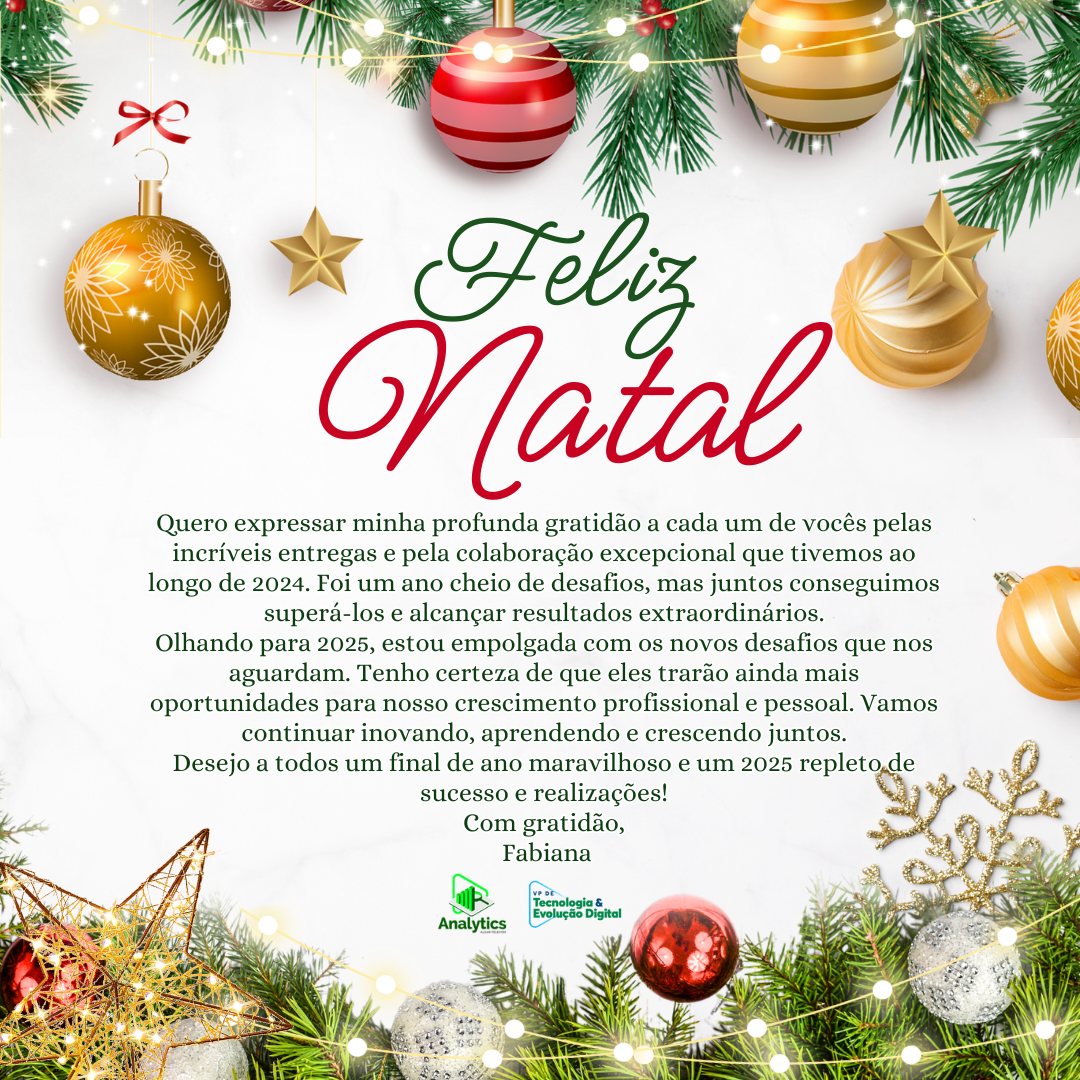 Feliz
Natal
Quero expressar minha profunda gratidão a cada um de vocês pelas
incríveis entregas e pela colaboração excepcional que tivemos ao
longo de 2024. Foi um ano cheio de desafios, mas juntos conseguimos
superá-los e alcançar resultados extraordinários.
Olhando para 2025, estou empolgada com os novos desafios que nos
aguardam. Tenho certeza de que eles trarão ainda mais
oportunidades para nosso crescimento profissional e pessoal. Vamos
continuar inovando, aprendendo e crescendo juntos.
Desejo a todos um final de ano maravilhoso e um 2025 repleto de
sucesso e realizações!
Com gratidão,
Fabiana
Analytics
VP DE
Tecnologia &
Evolução Digital